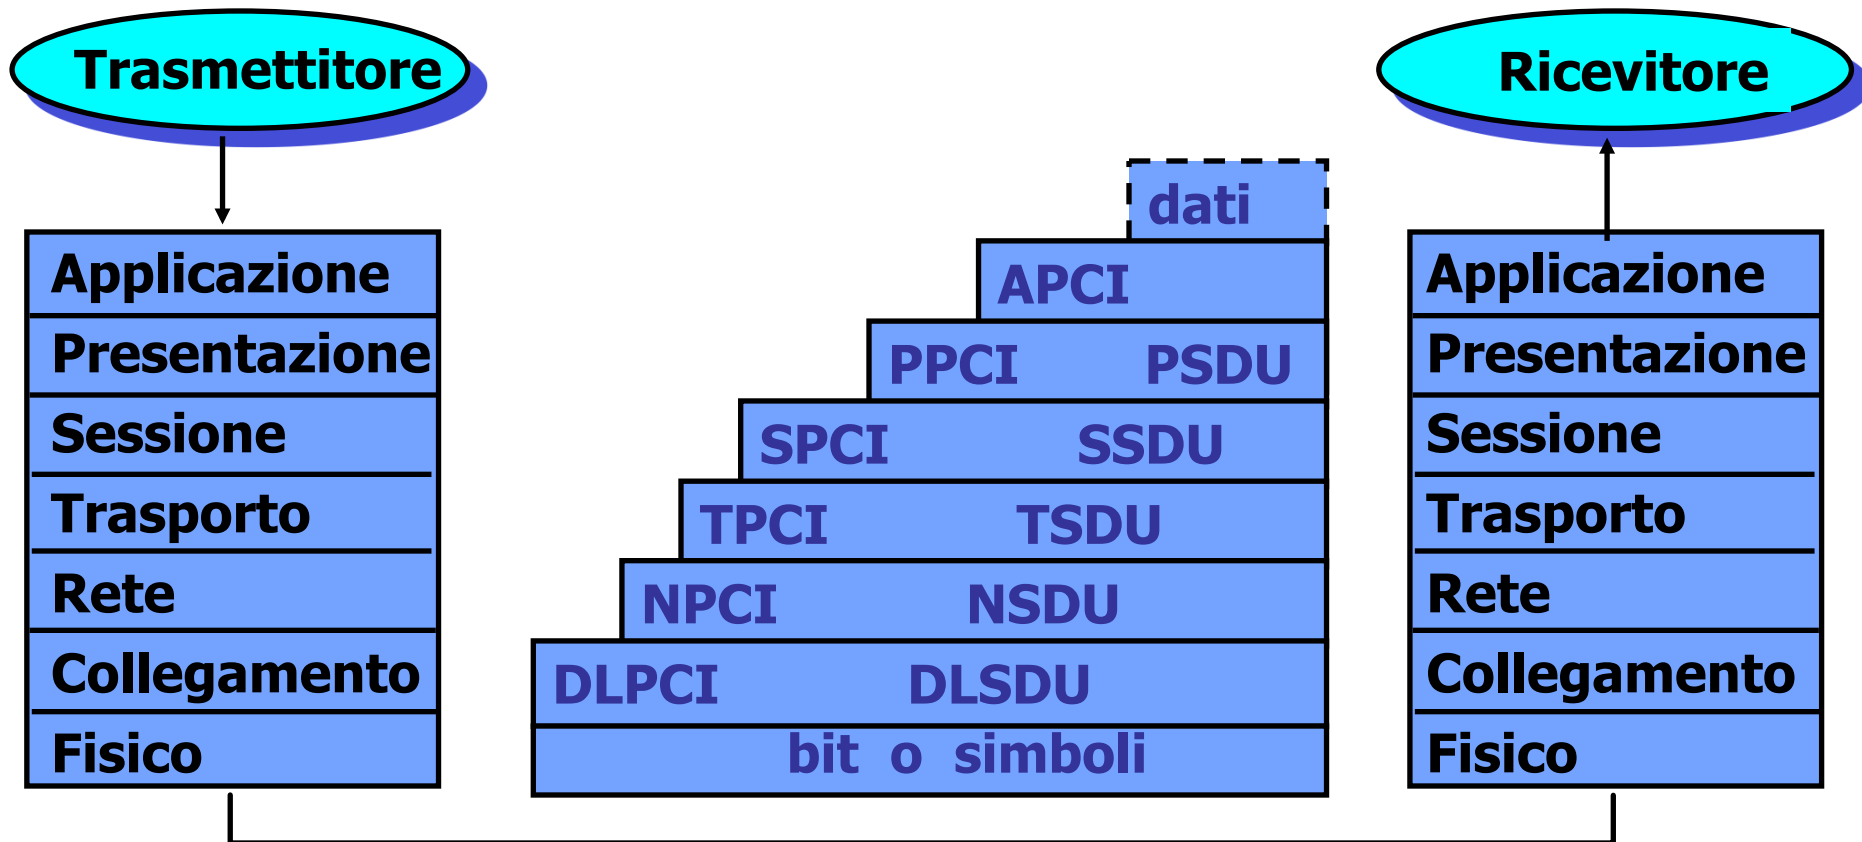 Trasmettitore
Ricevitore
Applicazione
Presentazione
Sessione
Trasporto
Rete
Collegamento
Fisico
dati
APCI
PPCI PSDU
SPCI SSDU
TPCI TSDU
NPCI NSDU
DLPCI DLSDU
bit o simboli
Applicazione
Presentazione
Sessione
Trasporto
Rete
Collegamento
Fisico